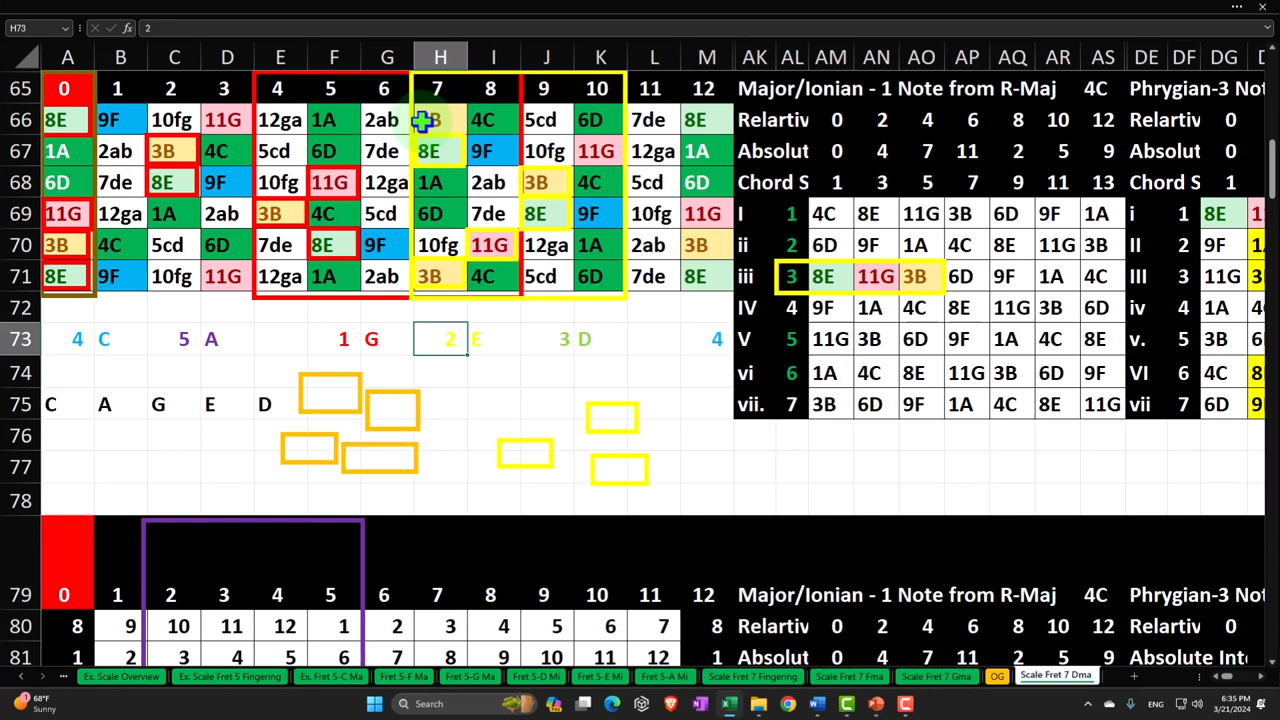 H73 fx 2
A B C D E F G H I J K L M AK AL AM AN AO AP AQ AR AS DE DF DG
65 0 1 2 3 4 5 6 7 8 9 10 11 12 Major/Ionian - 1 Note from R-Maj 4C Phrygian-3 No
66 8E 9F 10fg 11G 12ga 1A 2ab 3B 4C 5cd 6D 7de 8E Relartiv 0 2 4 6 8 10 12 Relartiv 0
67 1A 2ab 3B 4C 5cd 6D 7de 8E 9F 10fg 11G 12ga 1A Absolut 0 4 7 11 2 5 9 Absolut 0
68 6D 7de 8E 9F 10fg 11G 12ga 1A 2ab 3B 4C 5cd 6D Chord S 1 3 5 7 9 11 13 Chord S 1
69 11G 12ga 1A 2ab 3B 4C 5cd 6D 7de 8E 9F 10fg 11G I 1 4C 8E 11G 3B 6D 9F 1A i 1 8E 1
70 3B 4C 5cd 6D 7de 8E 9F 10fg 11G 12ga 1A 2ab 3B ii 2 6D 9F 1A 4C 8E 11G 3B II 2 9F 1
71 8E 9F 10fg 11G 12ga 1A 2ab 3B 4C 5cd 6D 7de 8E iii 3 8E 11G 3B 6D 9F 1A 4C III 3 11G 3
72 IV 4 9F 1A 4C 8E 11G 3B 6D iv 4 1A 4
73 4 C 5 A 1 G 2 E 3 D 4 V 5 11G 3B 6D 9F 1A 4C 8E v. 5 3B 6
74 vi 6 1A 4C 8E 11G 3B 6D 9F VI 6 4C 8
75 C A G E D vii. 7 3B 6D 9F 1A 4C 8E 11G vii 7 6D 9
76
77
78
79 0 1 2 3 4 5 6 7 8 9 10 11 12 Major/Ionian - 1 Note from R-Maj 4C Phrygian-3 No
80 8 9 10 11 12 1 2 3 4 5 6 7 8 Relartiv 0 2 4 6 8 10 12 Relartiv 0
81 1 2 3 4 5 6 7 8 9 10 11 12 1 Absolut 0 4 7 11 2 5 9 Absolute Inte
Ex. Scale Overview Ex. Scale Fret 5 Fingering Ex. Fret 5-C Ma Fret 5-F Ma Fret 5-G Ma Fret 5-D Mi Fret 5-E Mi Fret 5-A Mi Scale Fret 7 Fingering Scale Fret 7 Fma Scale Fret 7 Gma OG Scale Fret 7 Dma
68°F
Sunny
Search
ENG
6:35 PM
3/21/2024